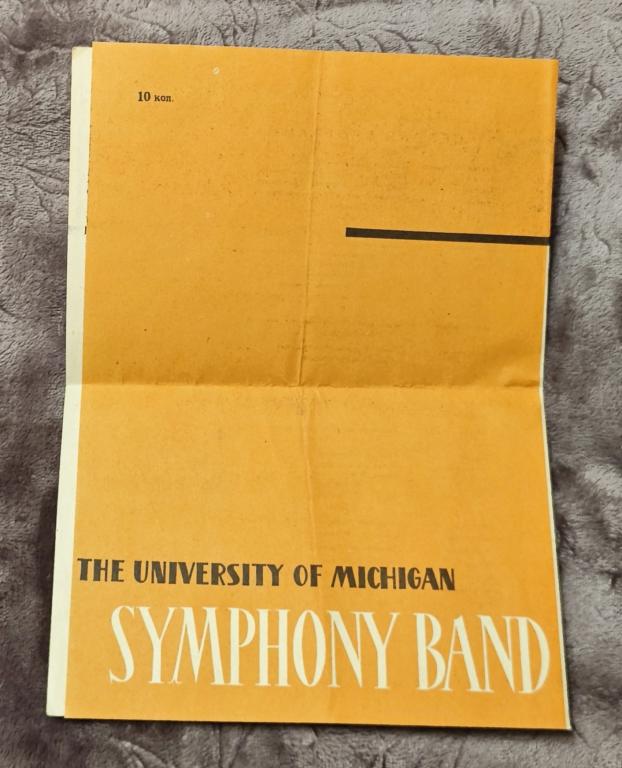 10 коп.
THE UNIVERSITY OF MICHIGAN
SYMPHONY BAND